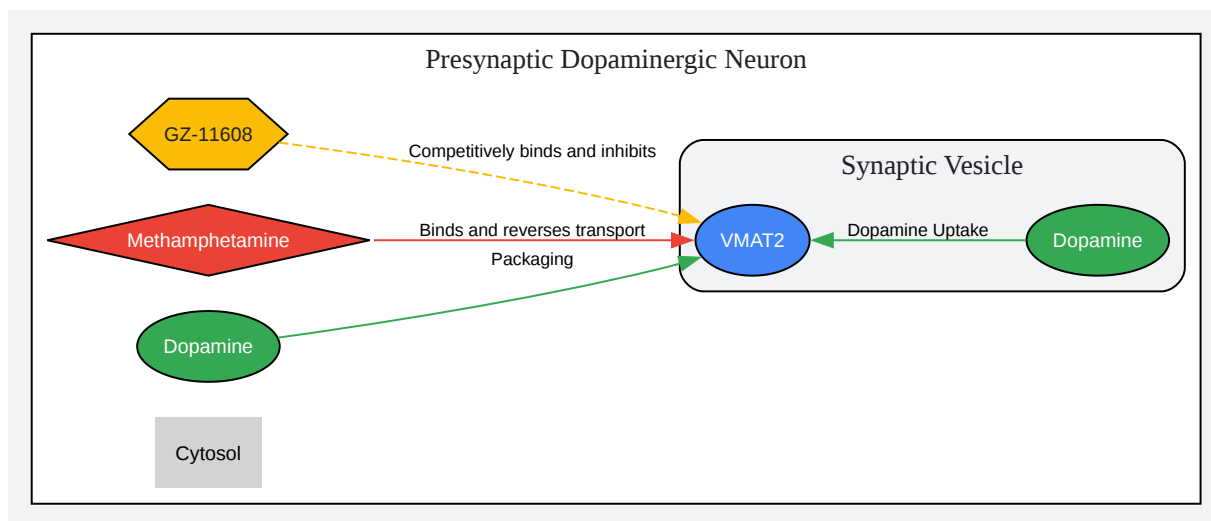 Presynaptic Dopaminergic Neuron
GZ-11608
Competitively binds and inhibits
Synaptic Vesicle
Methamphetamine
Binds and reverses transport
VMAT2
Dopamine Uptake
Dopamine
Packaging
Dopamine
Cytosol